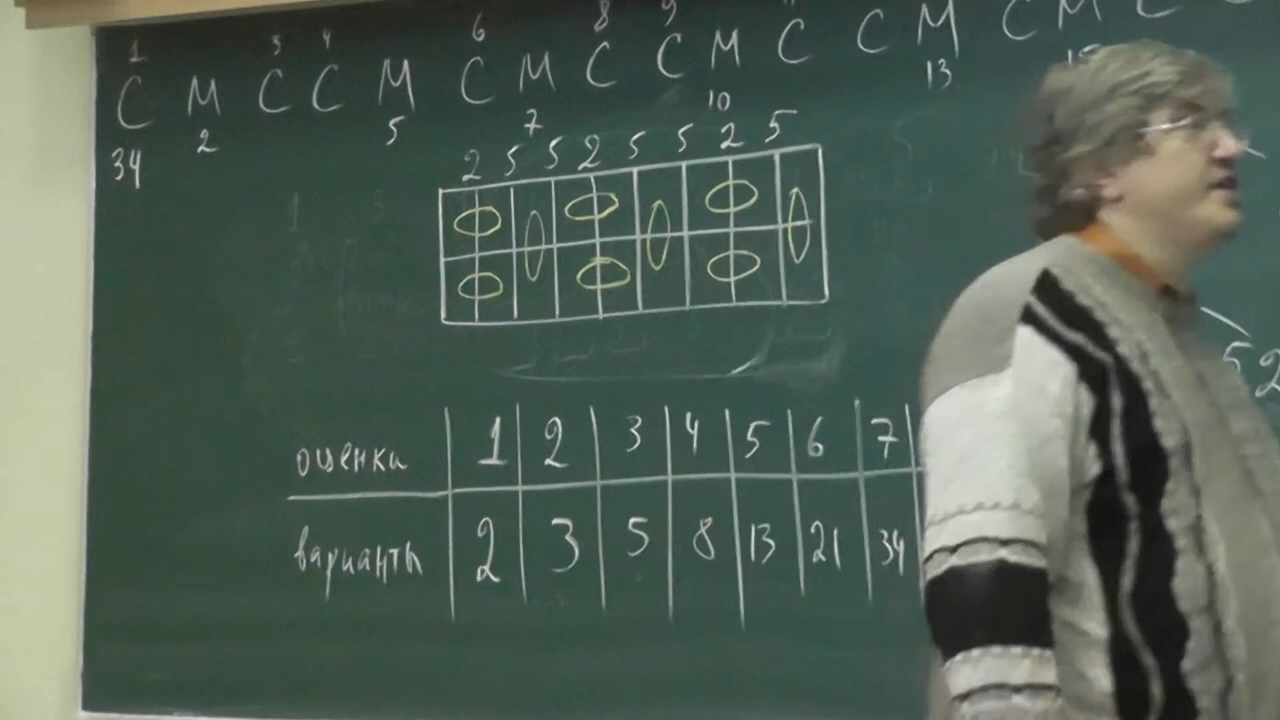 1 3 4 6 8 9
С М С С М С М С С М С С М С М С
34 2 5 7 10 13
2 5 5 2 5 5 2 5
52
оценка 1 2 3 4 5 6 7
варианты 2 3 5 8 13 21 34